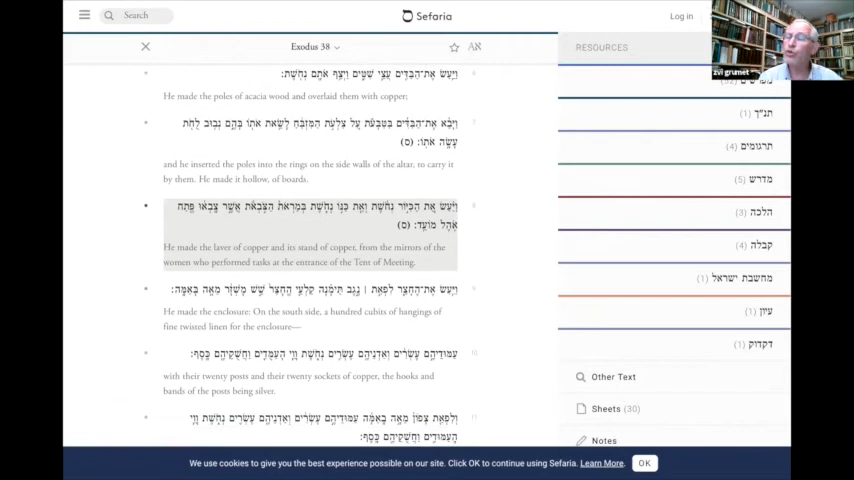 Search
Sefaria
Log in
Exodus 38
RESOURCES
zvi grumet
וַיַּעַשׂ אֶת־הַבַּדִּים עֲצֵי שִׁטִּים וַיְצַף אֹתָם נְחֹשֶׁת׃
6
He made the poles of acacia wood and overlaid them with copper;
וַיָּבֵא אֶת־הַבַּדִּים בַּטַּבָּעֹת עַל צַלְעֹת הַמִּזְבֵּחַ לָשֵׂאת אֹתוֹ בָּהֶם נְבוּב לֻחֹת
עָשָׂה אֹתוֹ׃ (ס)
7
and he inserted the poles into the rings on the side walls of the altar, to carry it
by them. He made it hollow, of boards.
וַיַּעַשׂ אֵת הַכִּיּוֹר נְחֹשֶׁת וְאֵת כַּנּוֹ נְחֹשֶׁת בְּמַרְאֹת הַצֹּבְאֹת אֲשֶׁר צָבְאוּ פֶּתַח
אֹהֶל מוֹעֵד׃ (ס)
8
He made the laver of copper and its stand of copper, from the mirrors of the
women who performed tasks at the entrance of the Tent of Meeting.
וַיַּעַשׂ אֶת־הֶחָצֵר לִפְאַת ׀ נֶגֶב תֵּימָנָה קַלְעֵי הֶחָצֵר שֵׁשׁ מָשְׁזָר מֵאָה בָּאַמָּה׃
9
He made the enclosure: On the south side, a hundred cubits of hangings of
fine twisted linen for the enclosure—
עַמּוּדֵיהֶם עֶשְׂרִים וְאַדְנֵיהֶם עֶשְׂרִים נְחֹשֶׁת וָוֵי הָעַמֻּדִים וַחֲשֻׁקֵיהֶם כָּסֶף׃
10
with their twenty posts and their twenty sockets of copper, the hooks and
bands of the posts being silver.
וְלִפְאַת צָפוֹן מֵאָה בָאַמָּה עַמּוּדֵיהֶם עֶשְׂרִים וְאַדְנֵיהֶם עֶשְׂרִים נְחֹשֶׁת וָוֵי
הָעַמּוּדִים וַחֲשֻׁקֵיהֶם כָּסֶף׃
11
תנ"ך (1)
תרגומים (4)
מדרש (5)
הלכה (3)
קבלה (4)
מחשבת ישראל (1)
עיון (1)
דקדוק (1)
Other Text
Sheets (30)
Notes
We use cookies to give you the best experience possible on our site. Click OK to continue using Sefaria. Learn More.
OK